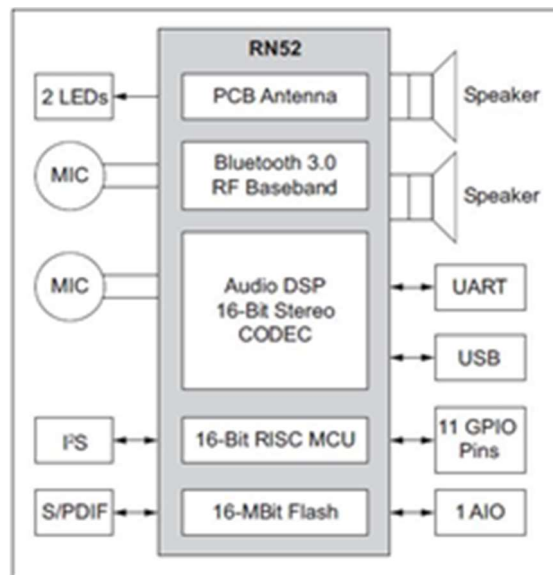 RN52
2 LEDs
PCB Antenna
Speaker
MIC
Bluetooth 3.0
RF Baseband
Speaker
MIC
Audio DSP
16-Bit Stereo
CODEC
UART
USB
I²S
16-Bit RISC MCU
11 GPIO
Pins
S/PDIF
16-MBit Flash
1 AIO